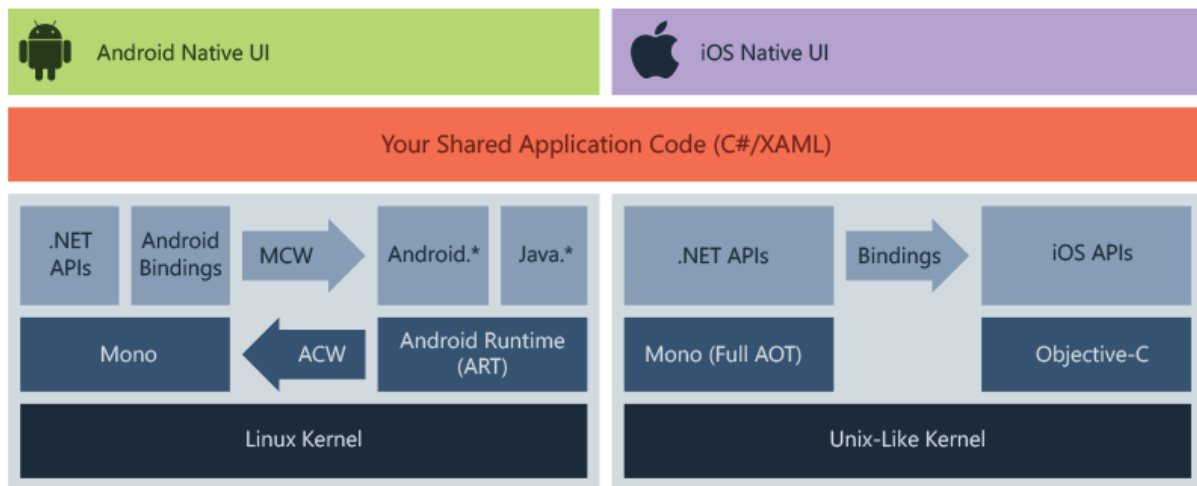 Android Native UI
iOS Native UI
Your Shared Application Code (C#/XAML)
.NET
APIs
Android
Bindings
MCW
Android.*
Java.*
.NET APIs
Bindings
iOS APIs
Mono
ACW
Android Runtime
(ART)
Mono (Full AOT)
Objective-C
Linux Kernel
Unix-Like Kernel